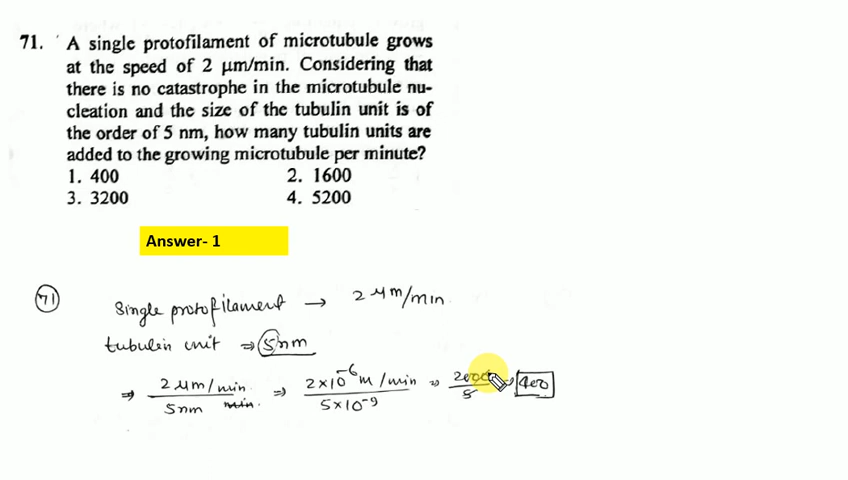 71. A single protofilament of microtubule grows
at the speed of 2 μm/min. Considering that
there is no catastrophe in the microtubule nu-
cleation and the size of the tubulin unit is of
the order of 5 nm, how many tubulin units are
added to the growing microtubule per minute?
1. 400 2. 1600
3. 3200 4. 5200
Answer- 1
71 Single protofilament → 2 μm/min.
tubulin unit ⇒ 5nm
⇒ 2 μm/min / 5nm min. ⇒ 2×10⁻⁶ m/min / 5×10⁻⁹ ⇒ 2000 / 5 ⇒ 400